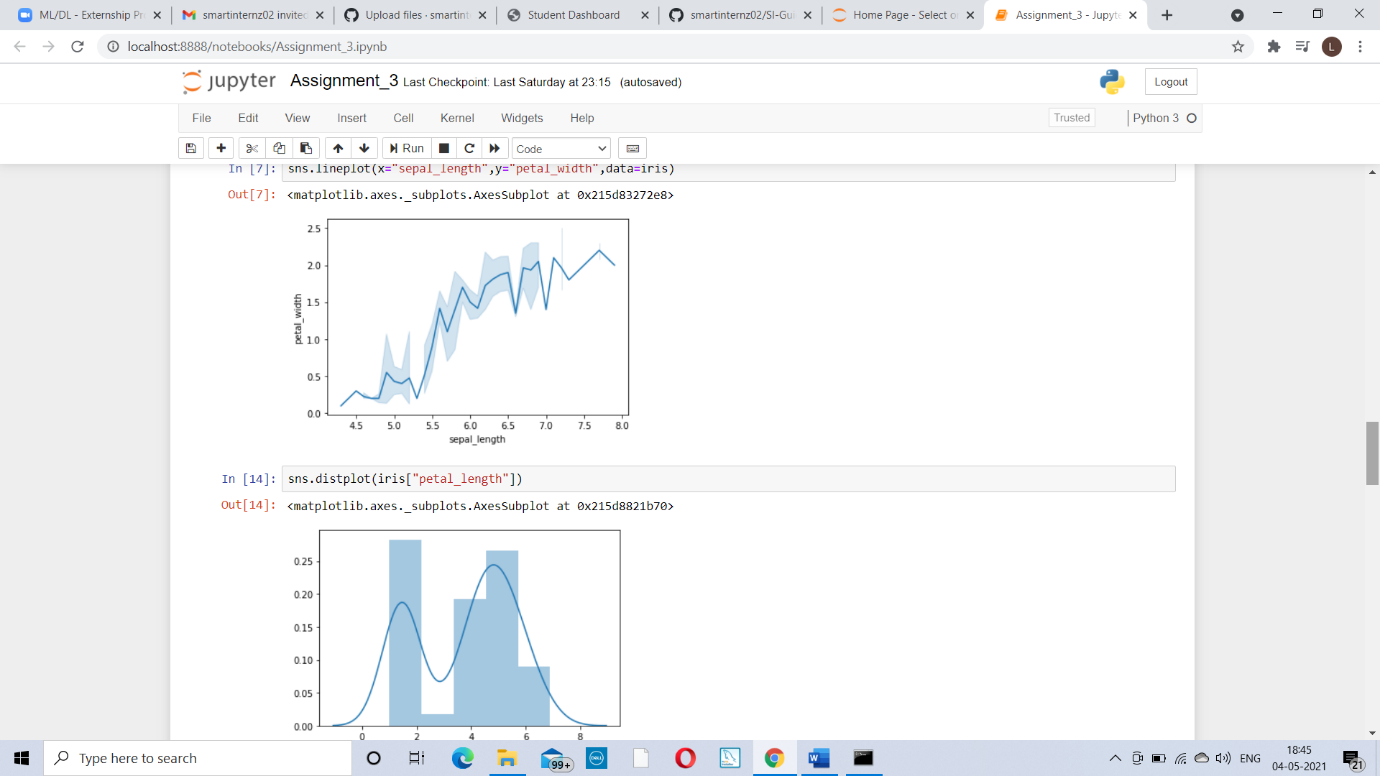 ML/DL - Externship Pr
smartinternz02 invited
Upload files · smartint
Student Dashboard
smartinternz02/SI-Gui
Home Page - Select o
Assignment_3 - Jupyte
localhost:8888/notebooks/Assignment_3.ipynb
L
jupyter Assignment_3 Last Checkpoint: Last Saturday at 23:15 (autosaved)
Logout
File Edit View Insert Cell Kernel Widgets Help
Trusted
Python 3
Run
Code
In [7]: sns.lineplot(x="sepal_length",y="petal_width",data=iris)
Out[7]: <matplotlib.axes._subplots.AxesSubplot at 0x215d83272e8>
2.5
2.0
1.5
1.0
0.5
0.0
petal_width
4.5 5.0 5.5 6.0 6.5 7.0 7.5 8.0
sepal_length
In [14]: sns.distplot(iris["petal_length"])
Out[14]: <matplotlib.axes._subplots.AxesSubplot at 0x215d8821b70>
0.25
0.20
0.15
0.10
0.05
0.00
0 2 4 6 8
Type here to search
99+
DELL
W
ENG
18:45
04-05-2021
21